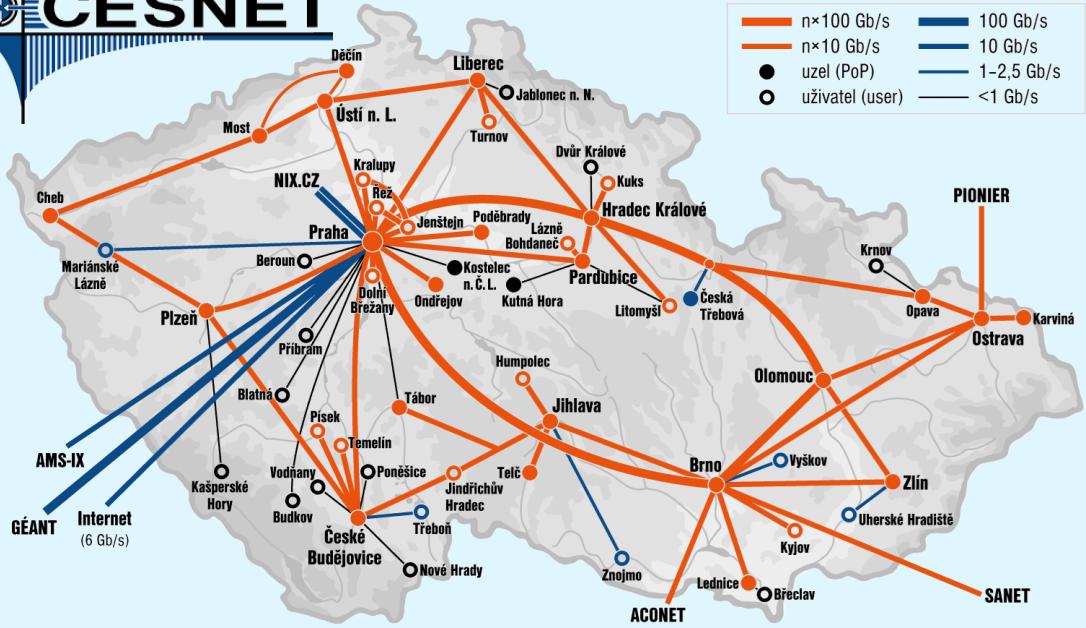 CESNET
n×100 Gb/s
100 Gb/s
n×10 Gb/s
10 Gb/s
uzel (PoP)
1–2,5 Gb/s
uživatel (user)
<1 Gb/s
Děčín
Liberec
Jablonec n. N.
Ústí n. L.
Most
Turnov
Dvůr Králové
Kralupy
NIX.CZ
Řež
Kuks
PIONIER
Cheb
Hradec Králové
Jenštejn
Poděbrady
Praha
Lázně
Bohdaneč
Krnov
Mariánské
Lázně
Beroun
Kostelec
n.Č.L.
Pardubice
Dolní
Břežany
Ondřejov
Kutná Hora
Litomyšl
Česká
Třebová
Opava
Karviná
Plzeň
Ostrava
Příbram
Humpolec
Olomouc
Blatná
Tábor
Jihlava
Písek
Temelín
AMS-IX
Brno
Vyškov
Vodňany
Poněšice
Telč
Zlín
Kašperské
Hory
Jindřichův
Hradec
Budkov
GÉANT
Internet
(6 Gb/s)
Třeboň
Uherské Hradiště
České
Budějovice
Kyjov
Nové Hrady
Znojmo
Lednice
Břeclav
SANET
ACONET